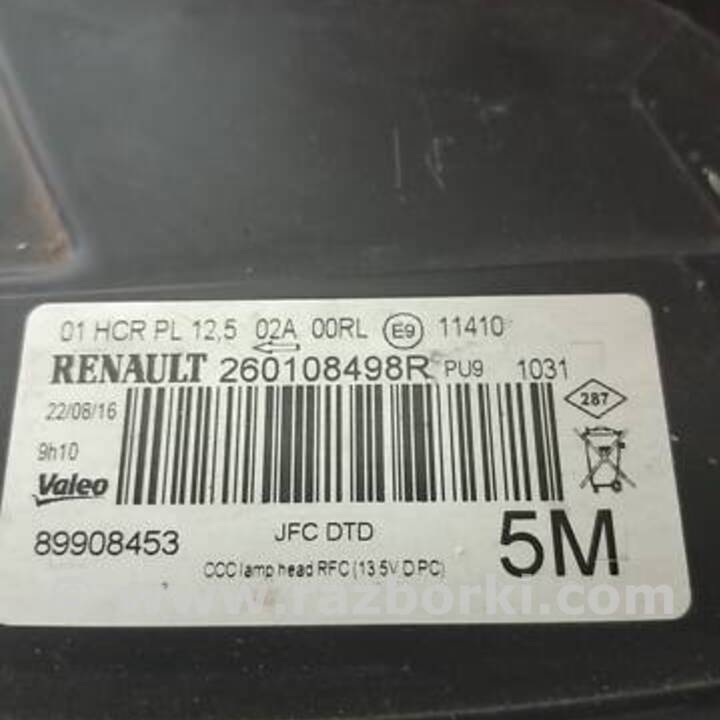 01 HCR PL 12,5 02A 00RL E9 11410
RENAULT 260108498R PU9 1031
22/08/16
287
9h10
Valeo
89908453 JFC DTD 5M
CCC lamp head RFC (13.5V D PC)
www.razborki.com